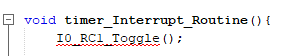 void timer_Interrupt_Routine(){
IO_RC1_Toggle();